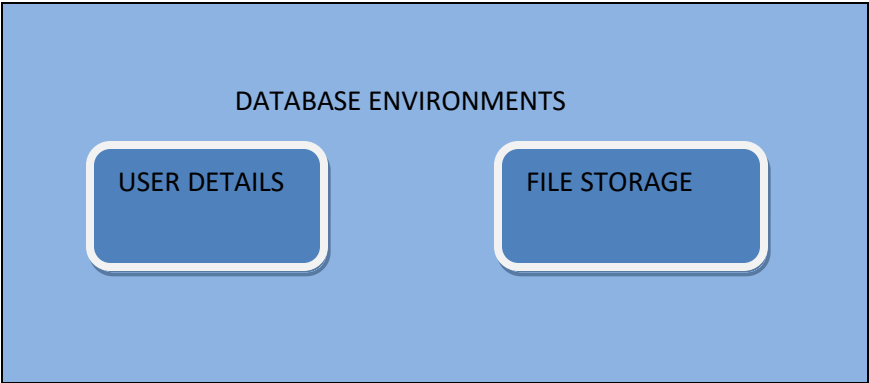 DATABASE ENVIRONMENTS
USER DETAILS
FILE STORAGE